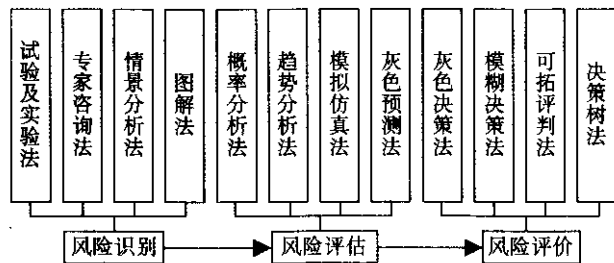 试验及实验法
专家咨询法
情景分析法
图解法
概率分析法
趋势分析法
模拟仿真法
灰色预测法
灰色决策法
模糊决策法
可拓评判法
决策树法
风险识别
风险评估
风险评价